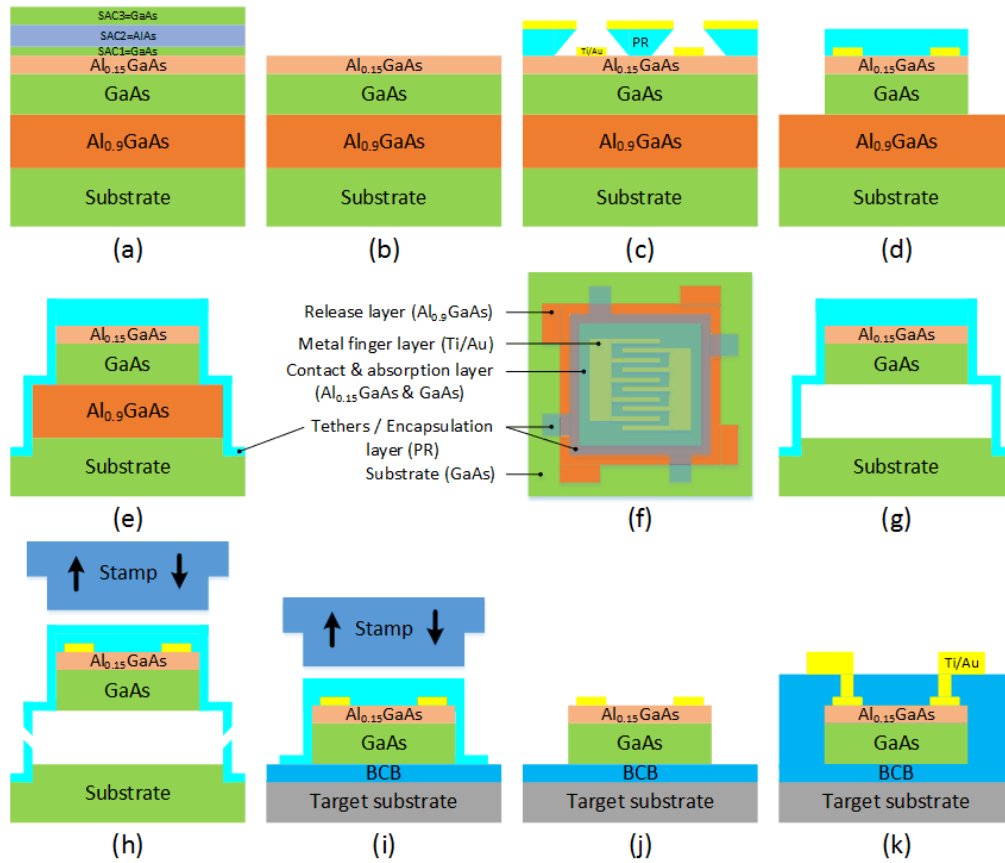 SAC3=GaAs
SAC2=AlAs
SAC1=GaAs
Al0.15GaAs
GaAs
Al0.9GaAs
Substrate
(a)
Al0.15GaAs
GaAs
Al0.9GaAs
Substrate
(b)
PR
Ti/Au
Al0.15GaAs
GaAs
Al0.9GaAs
Substrate
(c)
Al0.15GaAs
GaAs
Al0.9GaAs
Substrate
(d)
Al0.15GaAs
GaAs
Al0.9GaAs
Substrate
(e)
Release layer (Al0.9GaAs)
Metal finger layer (Ti/Au)
Contact & absorption layer
(Al0.15GaAs & GaAs)
Tethers / Encapsulation
layer (PR)
Substrate (GaAs)
(f)
Al0.15GaAs
GaAs
Substrate
(g)
Stamp
Al0.15GaAs
GaAs
Substrate
(h)
Stamp
Al0.15GaAs
GaAs
BCB
Target substrate
(i)
Al0.15GaAs
GaAs
BCB
Target substrate
(j)
Ti/Au
Al0.15GaAs
GaAs
BCB
Target substrate
(k)